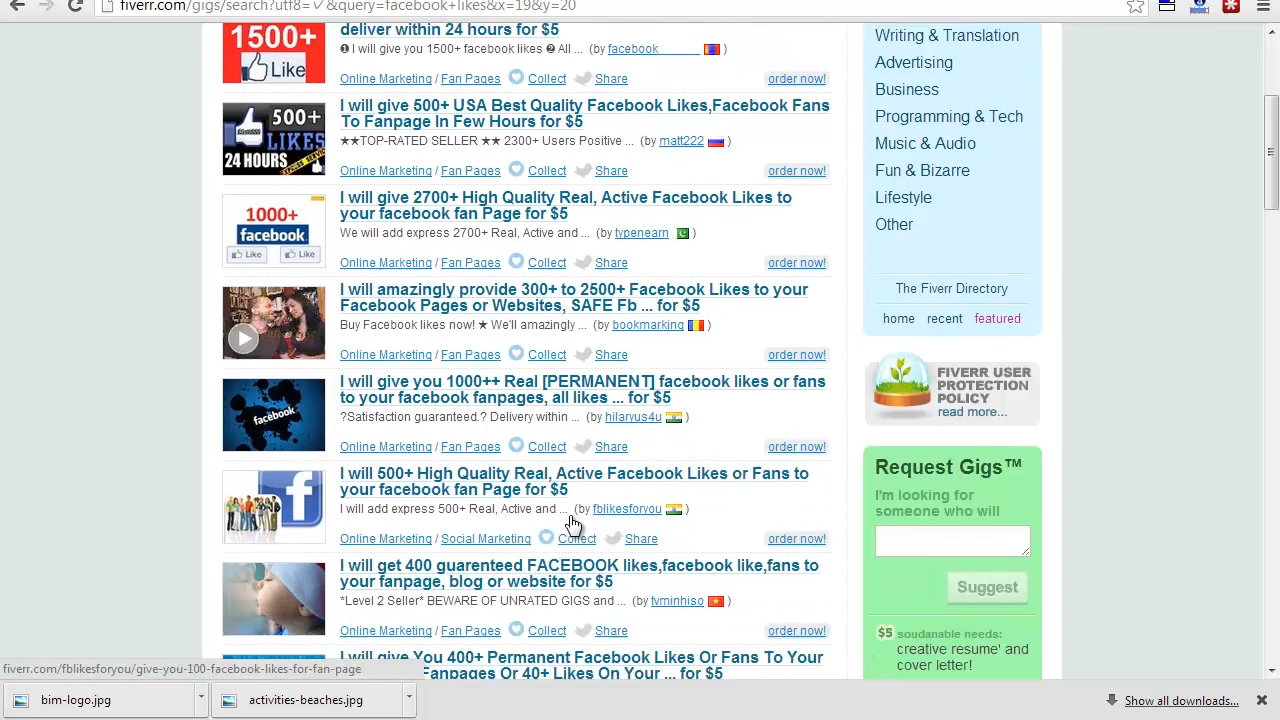 fiverr.com/gigs/search?utf8=✓&query=facebook+likes&x=19&y=20
1500+
Like
deliver within 24 hours for $5
❶ I will give you 1500+ facebook likes ❷ All ... (by facebook______ )
Online Marketing / Fan Pages Collect Share order now!
500+
LIKES
24 HOURS
I will give 500+ USA Best Quality Facebook Likes,Facebook Fans
To Fanpage In Few Hours for $5
★★TOP-RATED SELLER ★★ 2300+ Users Positive ... (by matt222 )
Online Marketing / Fan Pages Collect Share order now!
1000+
facebook
Like Like
I will give 2700+ High Quality Real, Active Facebook Likes to
your facebook fan Page for $5
We will add express 2700+ Real, Active and ... (by typenearn )
Online Marketing / Fan Pages Collect Share order now!
I will amazingly provide 300+ to 2500+ Facebook Likes to your
Facebook Pages or Websites, SAFE Fb ... for $5
Buy Facebook likes now! ★ We'll amazingly ... (by bookmarking )
Online Marketing / Fan Pages Collect Share order now!
facebook
I will give you 1000++ Real [PERMANENT] facebook likes or fans
to your facebook fanpages, all likes ... for $5
?Satisfaction guaranteed.? Delivery within ... (by hilaryus4u )
Online Marketing / Fan Pages Collect Share order now!
f
I will 500+ High Quality Real, Active Facebook Likes or Fans to
your facebook fan Page for $5
I will add express 500+ Real, Active and ... (by fblikesforyou )
Online Marketing / Social Marketing Collect Share order now!
I will get 400 guarenteed FACEBOOK likes,facebook like,fans to
your fanpage, blog or website for $5
*Level 2 Seller* BEWARE OF UNRATED GIGS and ... (by tvminhiso )
Online Marketing / Fan Pages Collect Share order now!
I will give You 400+ Permanent Facebook Likes Or Fans To Your
Fanpages Or 40+ Likes On Your ... for $5
Writing & Translation
Advertising
Business
Programming & Tech
Music & Audio
Fun & Bizarre
Lifestyle
Other
The Fiverr Directory
home recent featured
FIVERR USER
PROTECTION
POLICY
read more...
Request Gigs™
I'm looking for
someone who will
Suggest
$5 soudanable needs:
creative resume' and
cover letter!
fiverr.com/fblikesforyou/give-you-100-facebook-likes-for-fan-page
bim-logo.jpg
activities-beaches.jpg
Show all downloads...